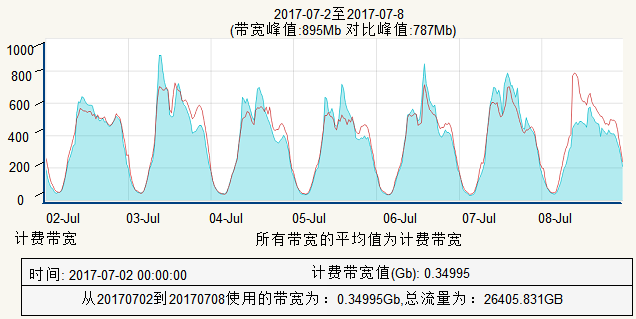 2017-07-2至2017-07-8
(带宽峰值:895Mb 对比峰值:787Mb)
1000
800
600
400
200
0
02-Jul 03-Jul 04-Jul 05-Jul 06-Jul 07-Jul 08-Jul
计费带宽 所有带宽的平均值为计费带宽
时间: 2017-07-02 00:00:00 计费带宽值(Gb): 0.34995
从20170702到20170708使用的带宽为：0.34995Gb,总流量为：26405.831GB